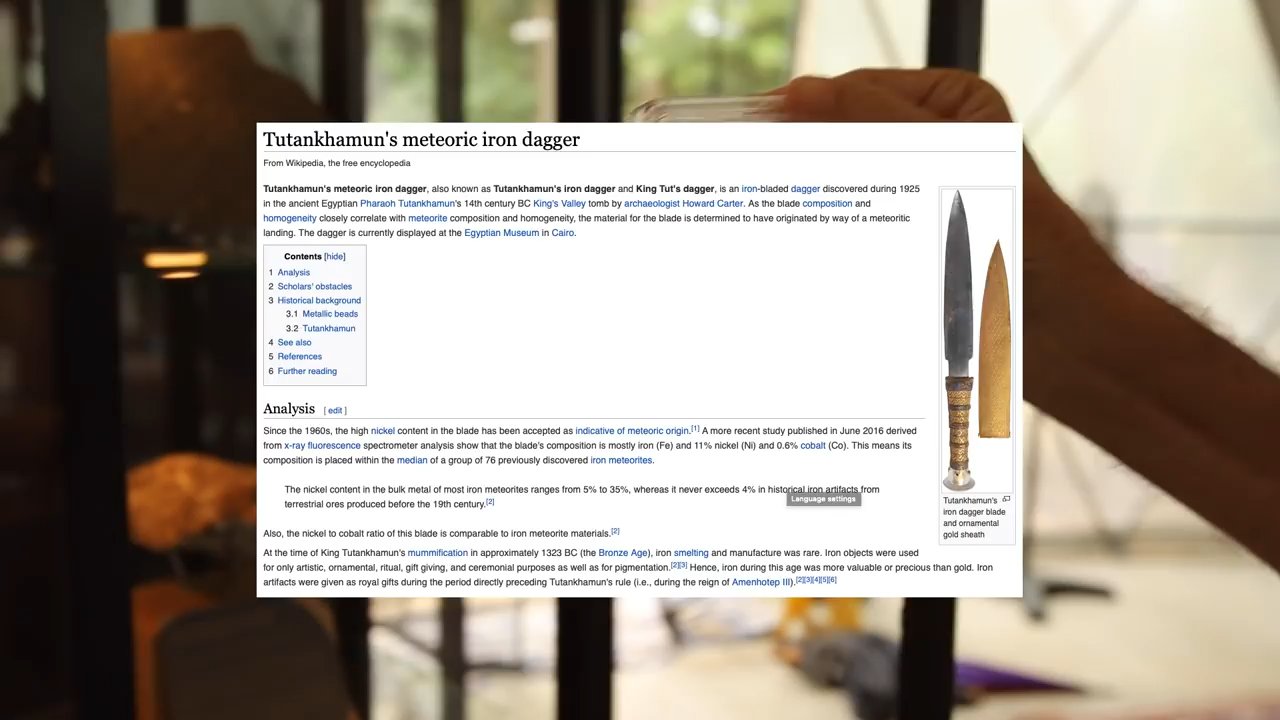 Tutankhamun's meteoric iron dagger
From Wikipedia, the free encyclopedia
Tutankhamun's meteoric iron dagger, also known as Tutankhamun's iron dagger and King Tut's dagger, is an iron-bladed dagger discovered during 1925
in the ancient Egyptian Pharaoh Tutankhamun's 14th century BC King's Valley tomb by archaeologist Howard Carter. As the blade composition and
homogeneity closely correlate with meteorite composition and homogeneity, the material for the blade is determined to have originated by way of a meteoritic
landing. The dagger is currently displayed at the Egyptian Museum in Cairo.
Contents [hide]
1 Analysis
2 Scholars' obstacles
3 Historical background
3.1 Metallic beads
3.2 Tutankhamun
4 See also
5 References
6 Further reading
Tutankhamun's
iron dagger blade
and ornamental
gold sheath
Analysis [ edit ]
Since the 1960s, the high nickel content in the blade has been accepted as indicative of meteoric origin.[1] A more recent study published in June 2016 derived
from x-ray fluorescence spectrometer analysis show that the blade's composition is mostly iron (Fe) and 11% nickel (Ni) and 0.6% cobalt (Co). This means its
composition is placed within the median of a group of 76 previously discovered iron meteorites.
The nickel content in the bulk metal of most iron meteorites ranges from 5% to 35%, whereas it never exceeds 4% in historical iron artifacts from
terrestrial ores produced before the 19th century.[2]
Language settings
Also, the nickel to cobalt ratio of this blade is comparable to iron meteorite materials.[2]
At the time of King Tutankhamun's mummification in approximately 1323 BC (the Bronze Age), iron smelting and manufacture was rare. Iron objects were used
for only artistic, ornamental, ritual, gift giving, and ceremonial purposes as well as for pigmentation.[2][3] Hence, iron during this age was more valuable or precious than gold. Iron
artifacts were given as royal gifts during the period directly preceding Tutankhamun's rule (i.e., during the reign of Amenhotep III).[2][3][4][5][6]